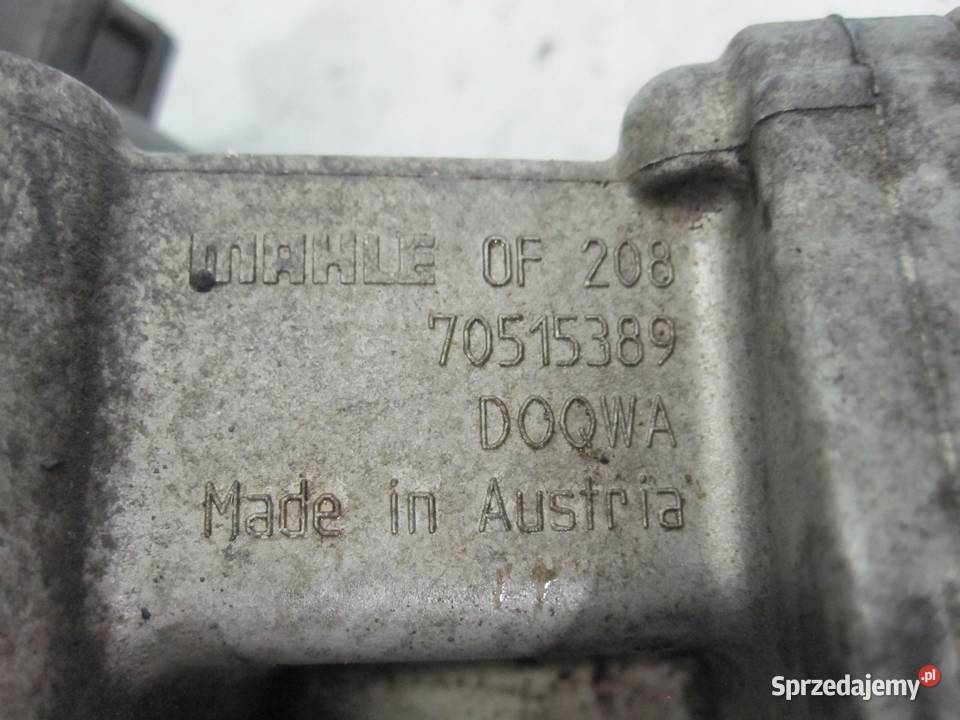 MAHLE OF 208
70515389
DOQWA
Made in Austria
Sprzedajemy.pl